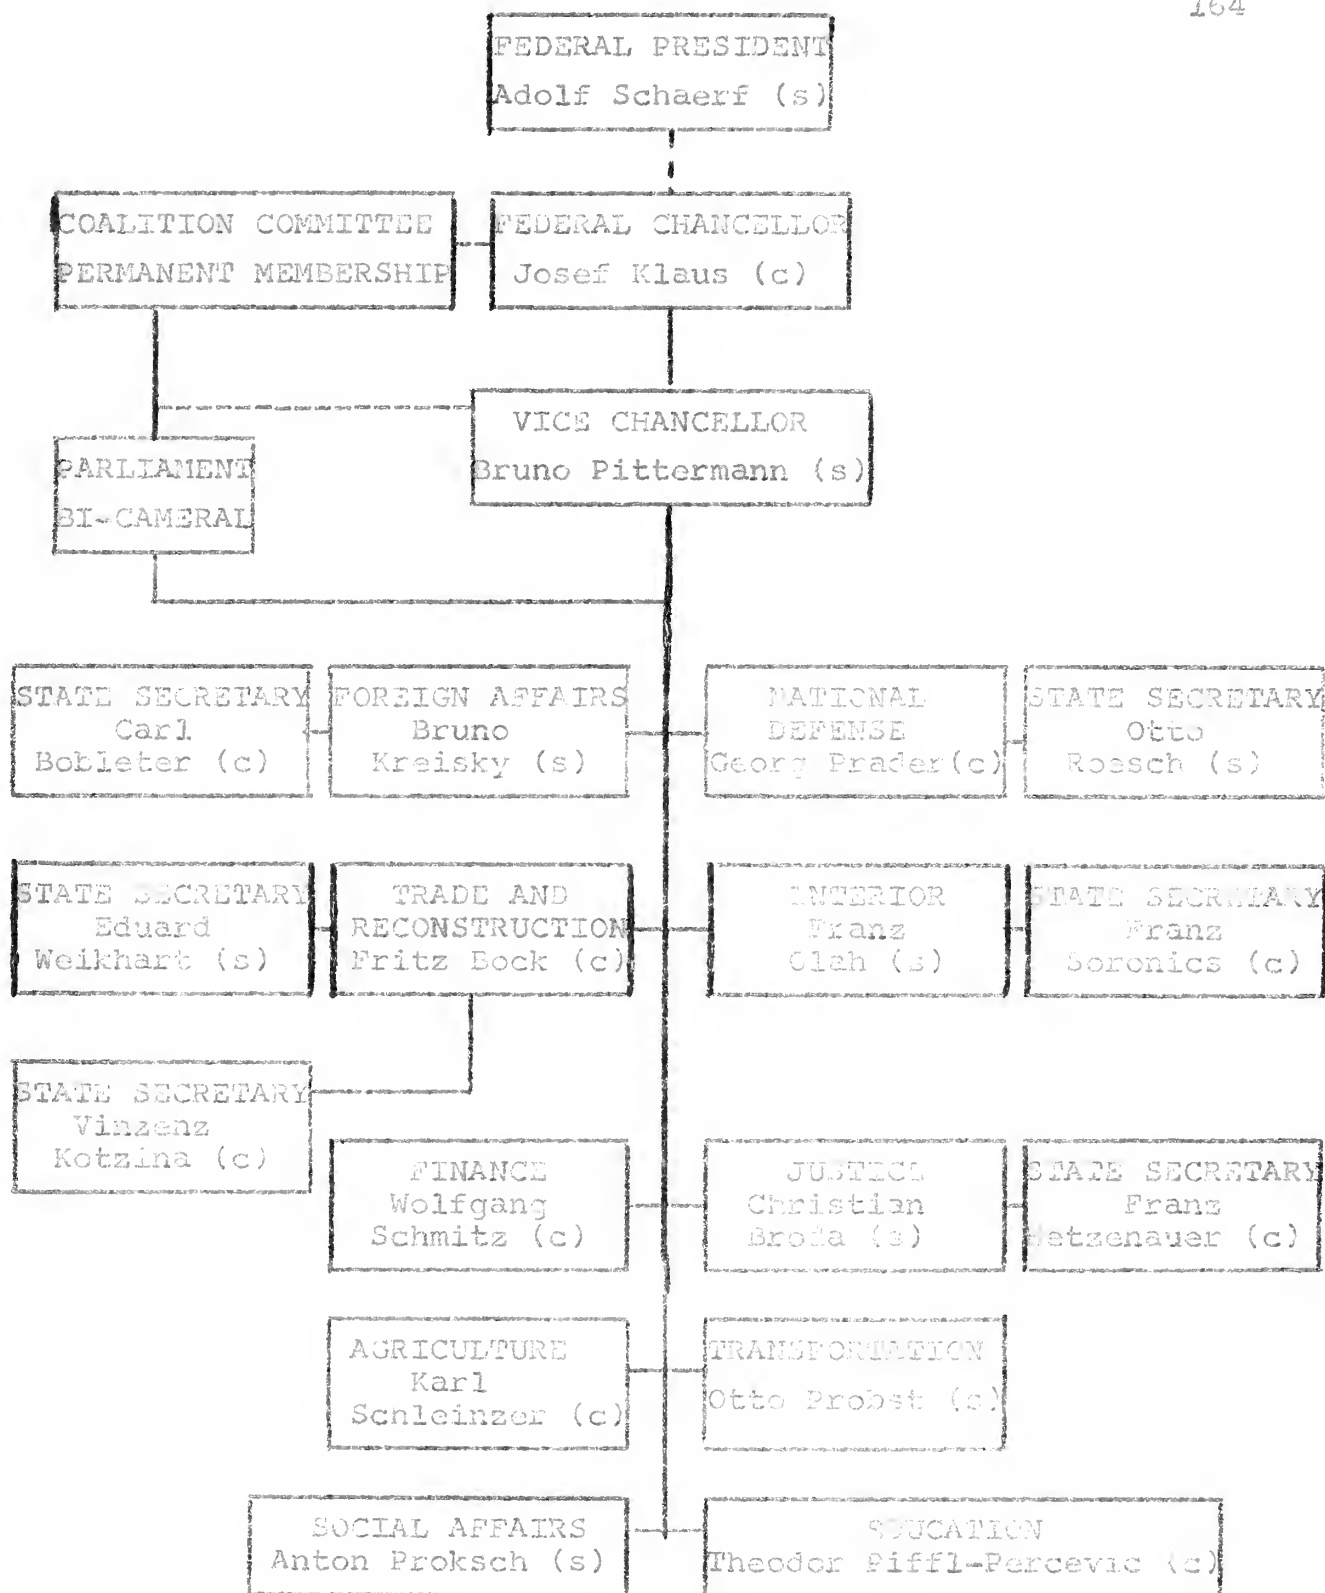 164
FEDERAL PRESIDENT
Adolf Schaerf (s)
COALITION COMMITTEE
PERMANENT MEMBERSHIP
FEDERAL CHANCELLOR
Josef Klaus (c)
VICE CHANCELLOR
Bruno Pittermann (s)
PARLIAMENT
BI-CAMERAL
STATE SECRETARY
Carl
Bobleter (c)
FOREIGN AFFAIRS
Bruno
Kreisky (s)
NATIONAL
DEFENSE
Georg Prader(c)
STATE SECRETARY
Otto
Roesch (s)
STATE SECRETARY
Eduard
Weikhart (s)
TRADE AND
RECONSTRUCTION
Fritz Bock (c)
INTERIOR
Franz
Olah (s)
STATE SECRETARY
Franz
Soronics (c)
STATE SECRETARY
Vinzenz
Kotzina (c)
FINANCE
Wolfgang
Schmitz (c)
JUSTICE
Christian
Broda (s)
STATE SECRETARY
Franz
Hetzenauer (c)
AGRICULTURE
Karl
Schleinzer (c)
TRANSPORTATION
Otto Probst (s)
SOCIAL AFFAIRS
Anton Proksch (s)
EDUCATION
Theodor Piffl-Percevic (c)